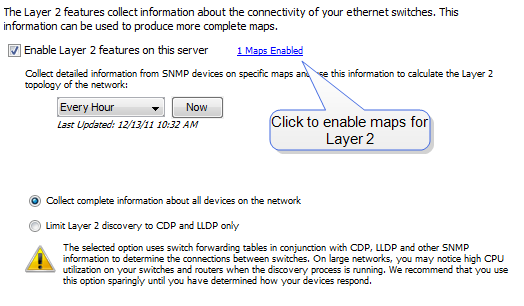 The Layer 2 features collect information about the connectivity of your ethernet switches. This
information can be used to produce more complete maps.
Enable Layer 2 features on this server 1 Maps Enabled
Collect detailed information from SNMP devices on specific maps and use this information to calculate the Layer 2
topology of the network:
Every Hour Now
Last Updated: 12/13/11 10:32 AM
Click to enable maps for
Layer 2
Collect complete information about all devices on the network
Limit Layer 2 discovery to CDP and LLDP only
The selected option uses switch forwarding tables in conjunction with CDP, LLDP and other SNMP
information to determine the connections between switches. On large networks, you may notice high CPU
utilization on your switches and routers when the discovery process is running. We recommend that you use
this option sparingly until you have determined how your devices respond.